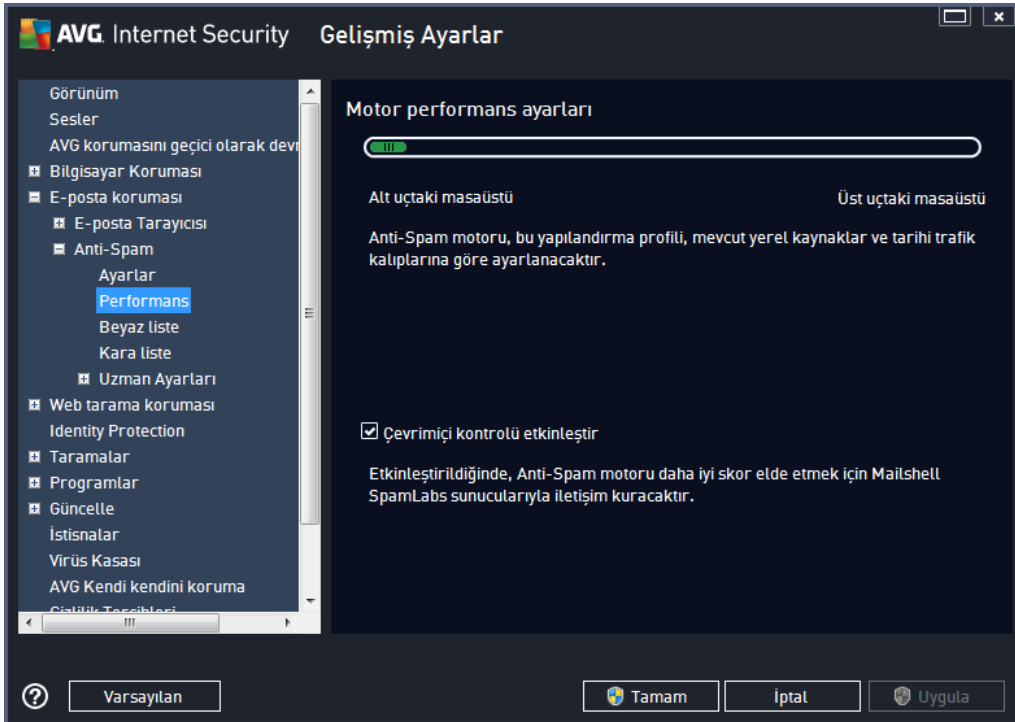 AVG. Internet Security Gelişmiş Ayarlar
Görünüm
Sesler
AVG korumasını geçici olarak devr
Bilgisayar Koruması
E-posta koruması
E-posta Tarayıcısı
Anti-Spam
Ayarlar
Performans
Beyaz liste
Kara liste
Uzman Ayarları
Web tarama koruması
Identity Protection
Taramalar
Programlar
Güncelle
İstisnalar
Virüs Kasası
AVG Kendi kendini koruma
Gizlilik Tercihleri
Motor performans ayarları
Alt uçtaki masaüstü
Üst uçtaki masaüstü
Anti-Spam motoru, bu yapılandırma profili, mevcut yerel kaynaklar ve tarihi trafik
kalıplarına göre ayarlanacaktır.
Çevrimiçi kontrolü etkinleştir
Etkinleştirildiğinde, Anti-Spam motoru daha iyi skor elde etmek için Mailshell
SpamLabs sunucularıyla iletişim kuracaktır.
Varsayılan
Tamam
İptal
Uygula